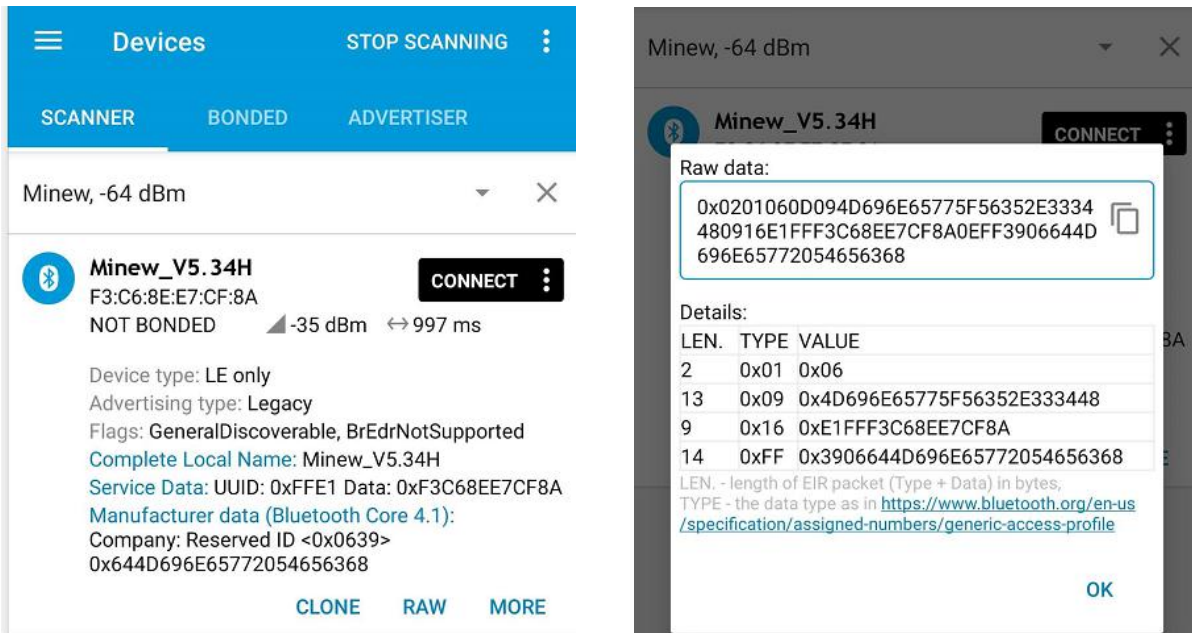 Devices
STOP SCANNING
SCANNER
BONDED
ADVERTISER
Minew, -64 dBm
Minew_V5.34H
CONNECT
F3:C6:8E:E7:CF:8A
NOT BONDED
-35 dBm
997 ms
Device type: LE only
Advertising type: Legacy
Flags: GeneralDiscoverable, BrEdrNotSupported
Complete Local Name: Minew_V5.34H
Service Data: UUID: 0xFFE1 Data: 0xF3C68EE7CF8A
Manufacturer data (Bluetooth Core 4.1):
Company: Reserved ID <0x0639>
0x644D696E65772054656368
CLONE
RAW
MORE
Minew, -64 dBm
Minew_V5.34H
CONNECT
Raw data:
0x0201060D094D696E65775F56352E3334
480916E1FFF3C68EE7CF8A0EFF3906644D
696E65772054656368
Details:
LEN. TYPE VALUE
2 0x01 0x06
13 0x09 0x4D696E65775F56352E333448
9 0x16 0xE1FFF3C68EE7CF8A
14 0xFF 0x3906644D696E65772054656368
LEN. - length of EIR packet (Type + Data) in bytes,
TYPE - the data type as in https://www.bluetooth.org/en-us
/specification/assigned-numbers/generic-access-profile
8A
E
OK